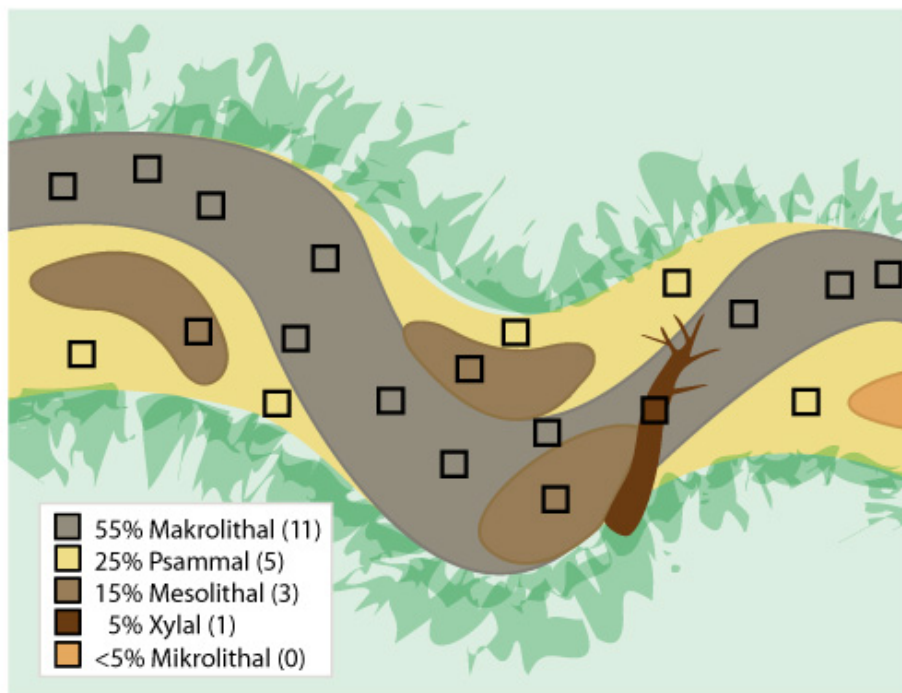 55% Makrolithal (11)
25% Psammal (5)
15% Mesolithal (3)
5% Xylal (1)
<5% Mikrolithal (0)